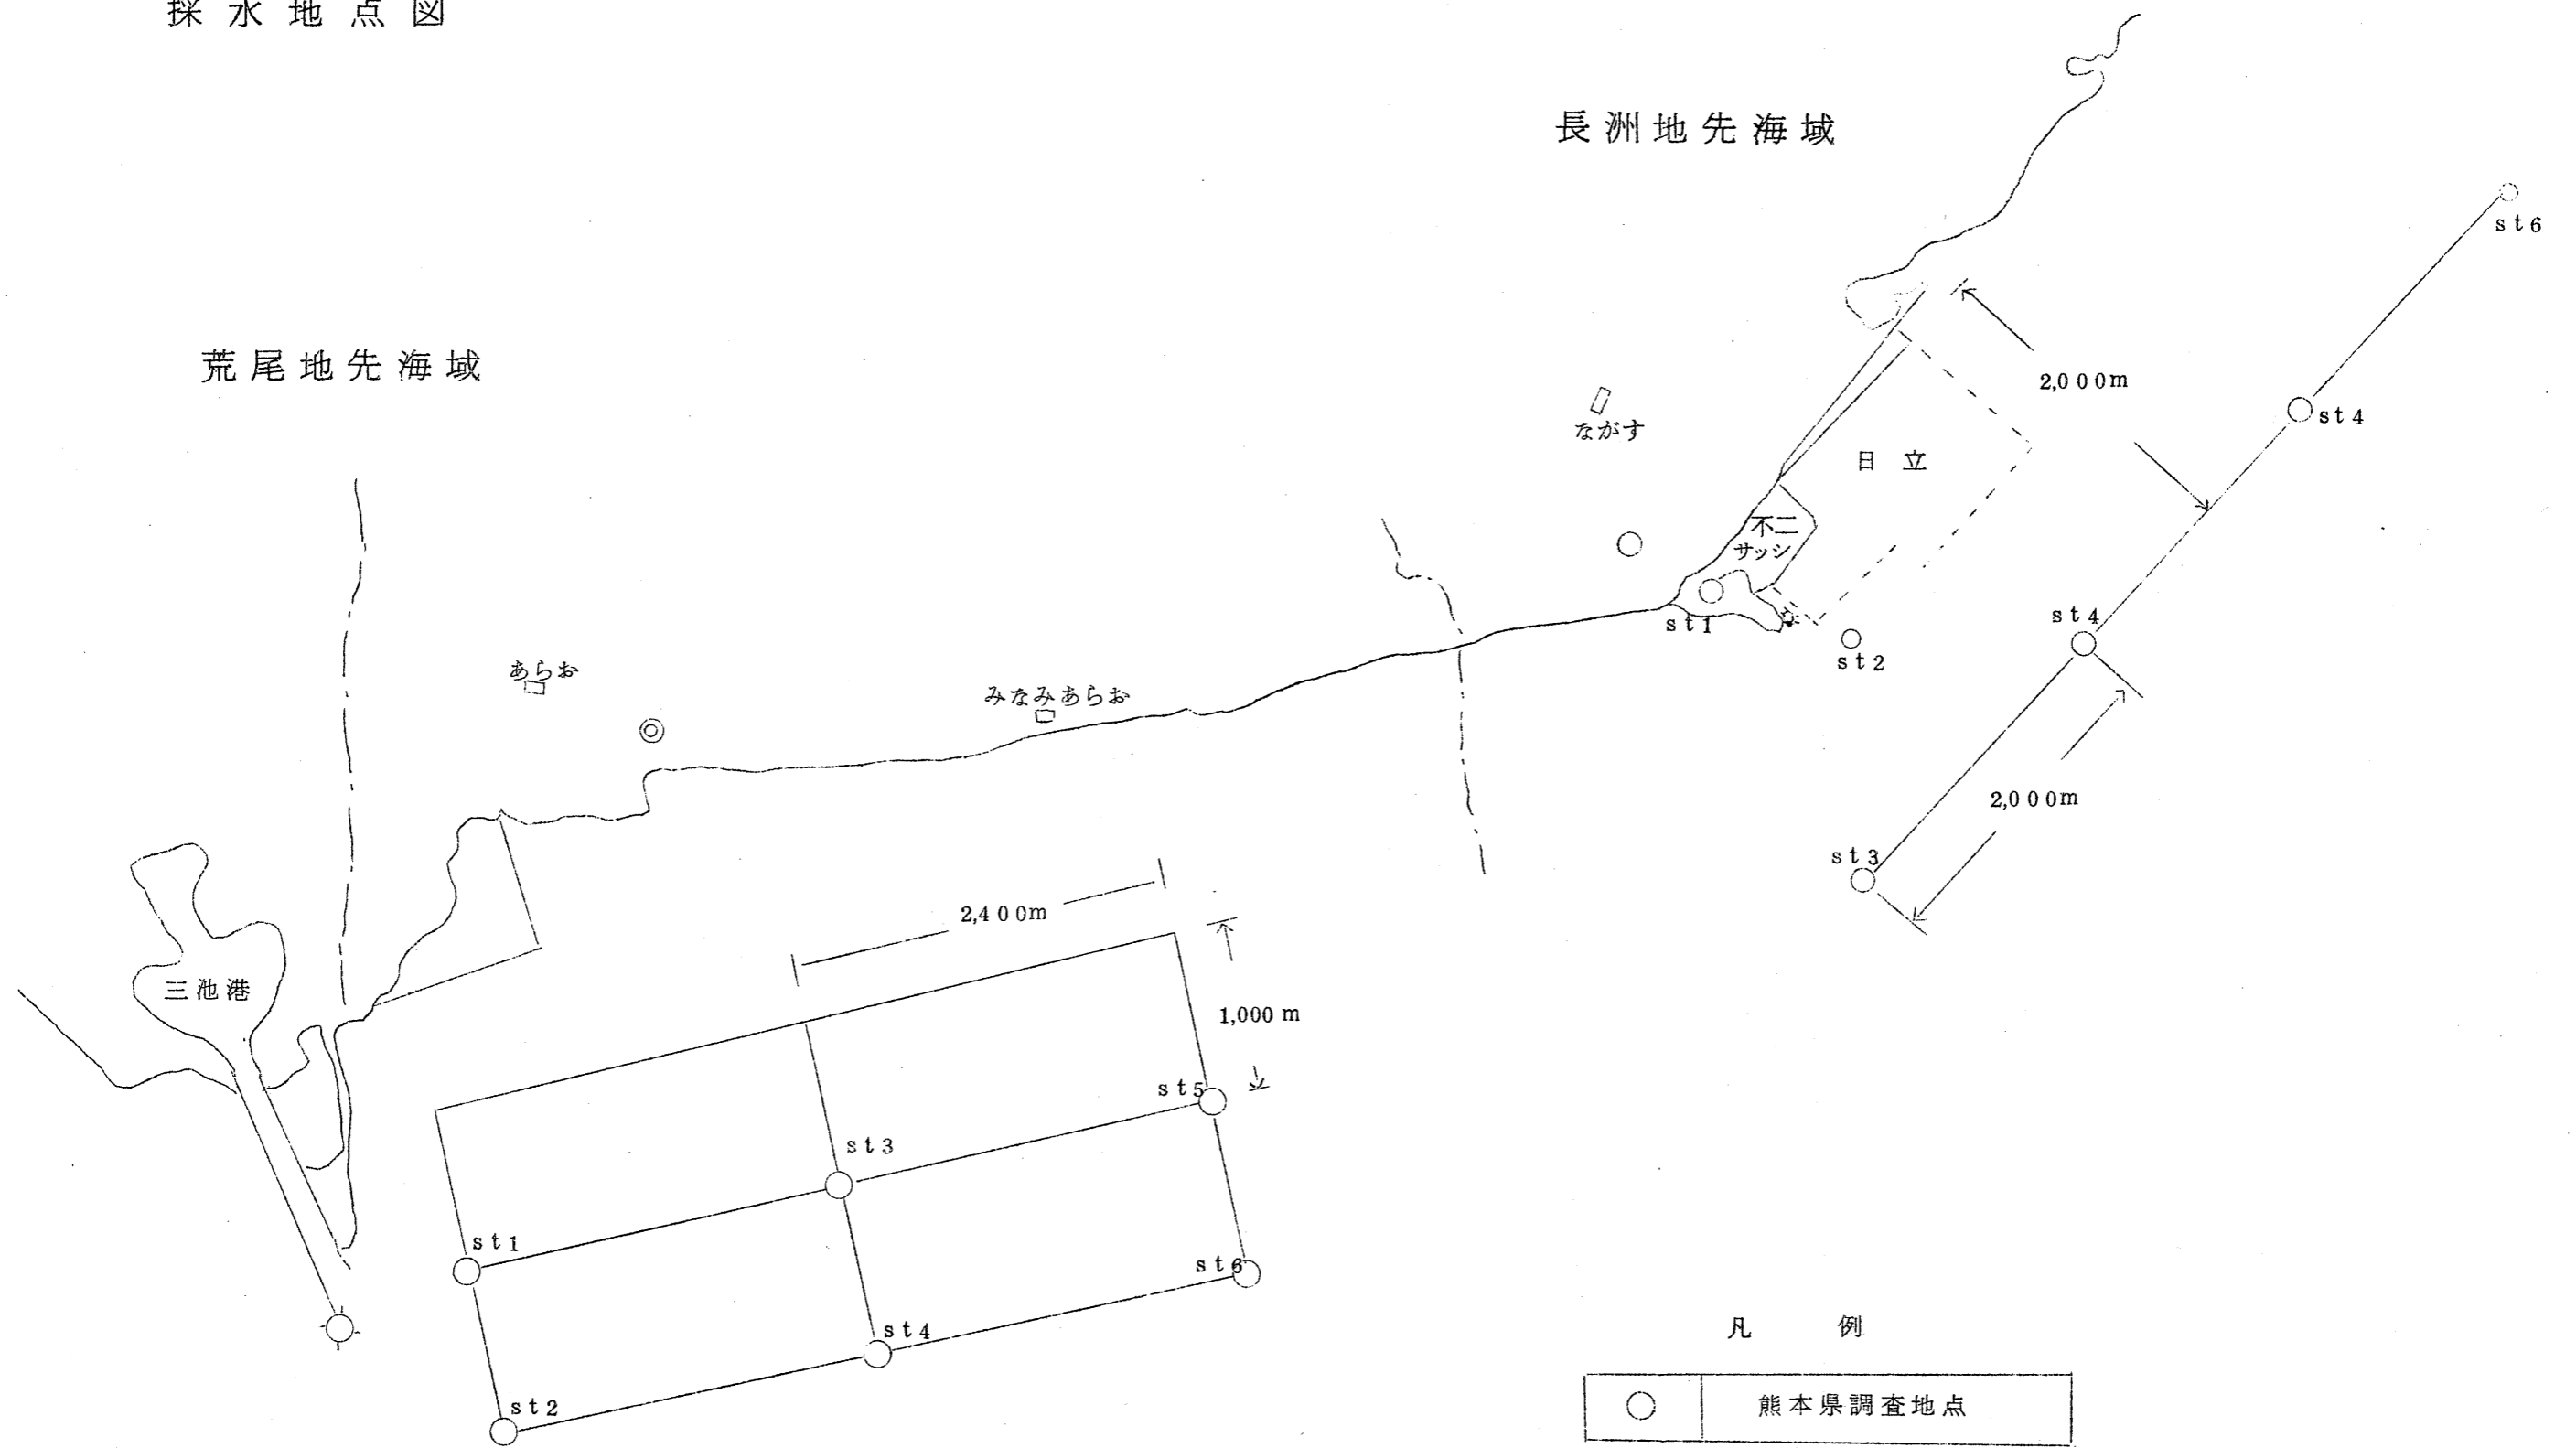 採水地点図
長洲地先海域
荒尾地先海域
st6
2,000m
st4
ながす
日立
不二
サッシ
st1
st2
st4
あらお
みなみあらお
2,000m
st3
2,400m
三池港
1,000m
st5
st3
st1
st6
st4
st2
凡例
熊本県調査地点